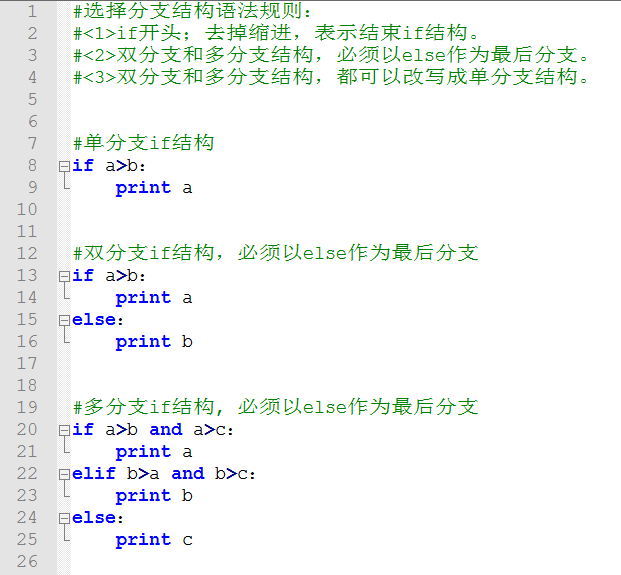 1 #选择分支结构语法规则：
2 #<1>if开头；去掉缩进，表示结束if结构。
3 #<2>双分支和多分支结构，必须以else作为最后分支。
4 #<3>双分支和多分支结构，都可以改写成单分支结构。
5
6
7 #单分支if结构
8 if a>b:
9     print a
10
11
12 #双分支if结构，必须以else作为最后分支
13 if a>b:
14     print a
15 else:
16     print b
17
18
19 #多分支if结构, 必须以else作为最后分支
20 if a>b and a>c:
21     print a
22 elif b>a and b>c:
23     print b
24 else:
25     print c
26